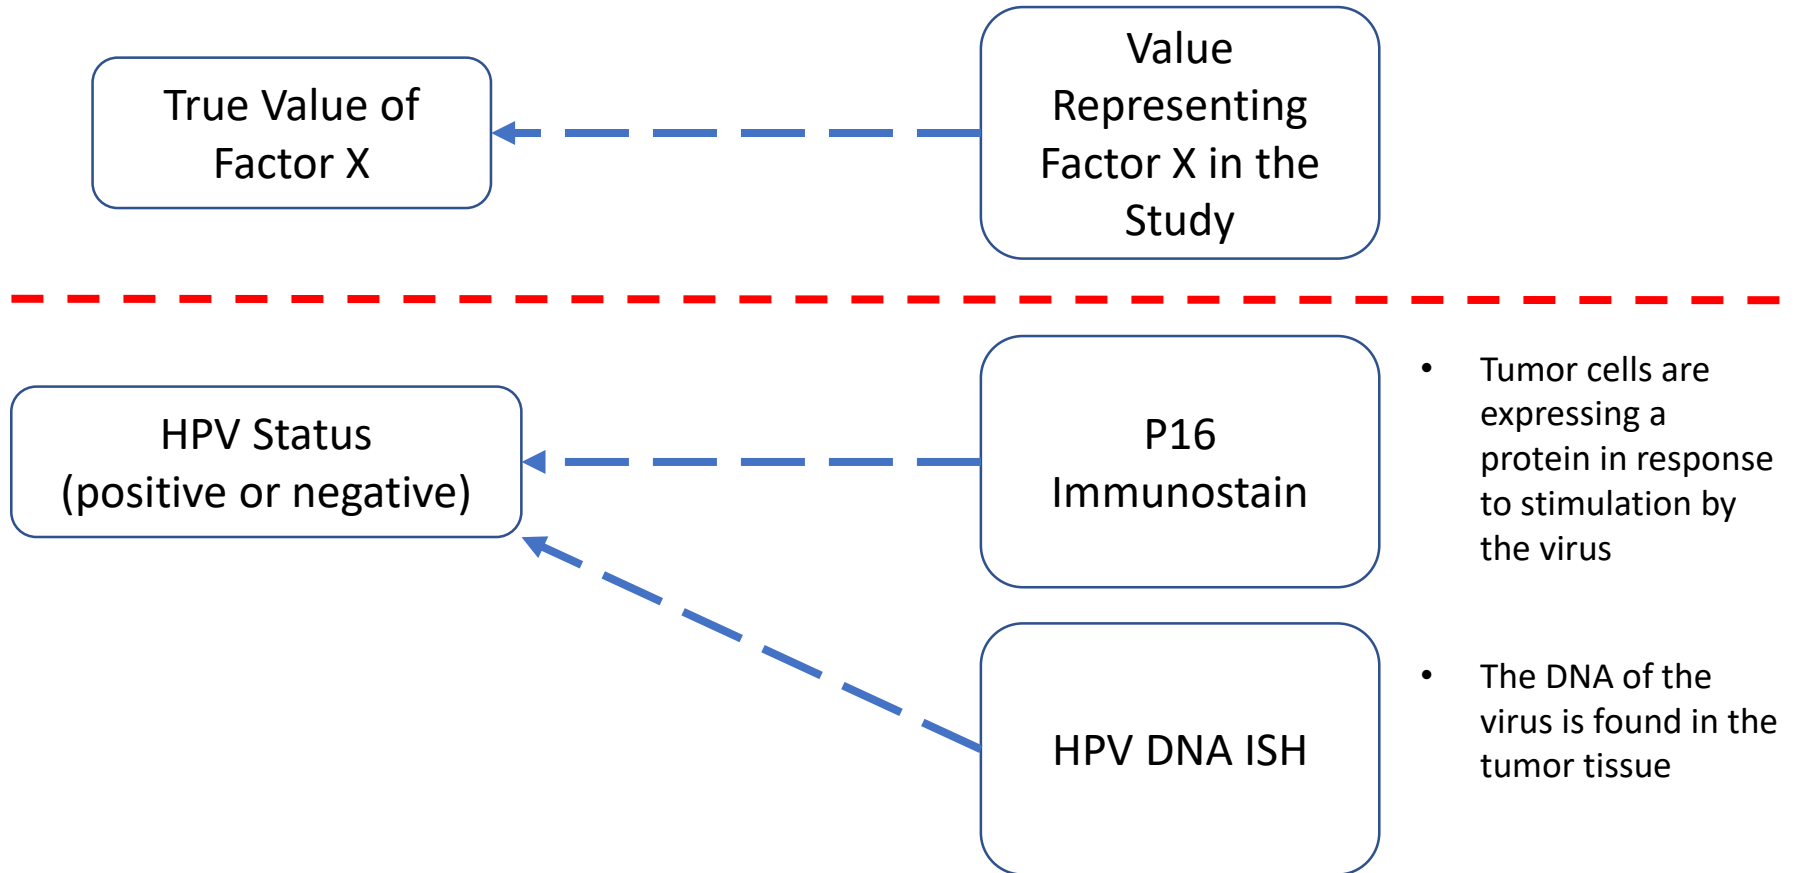 True Value of
Factor X
Value
Representing
Factor X in the
Study
HPV Status
(positive or negative)
P16
Immunostain
• Tumor cells are
expressing a
protein in response
to stimulation by
the virus
HPV DNA ISH
• The DNA of the
virus is found in the
tumor tissue